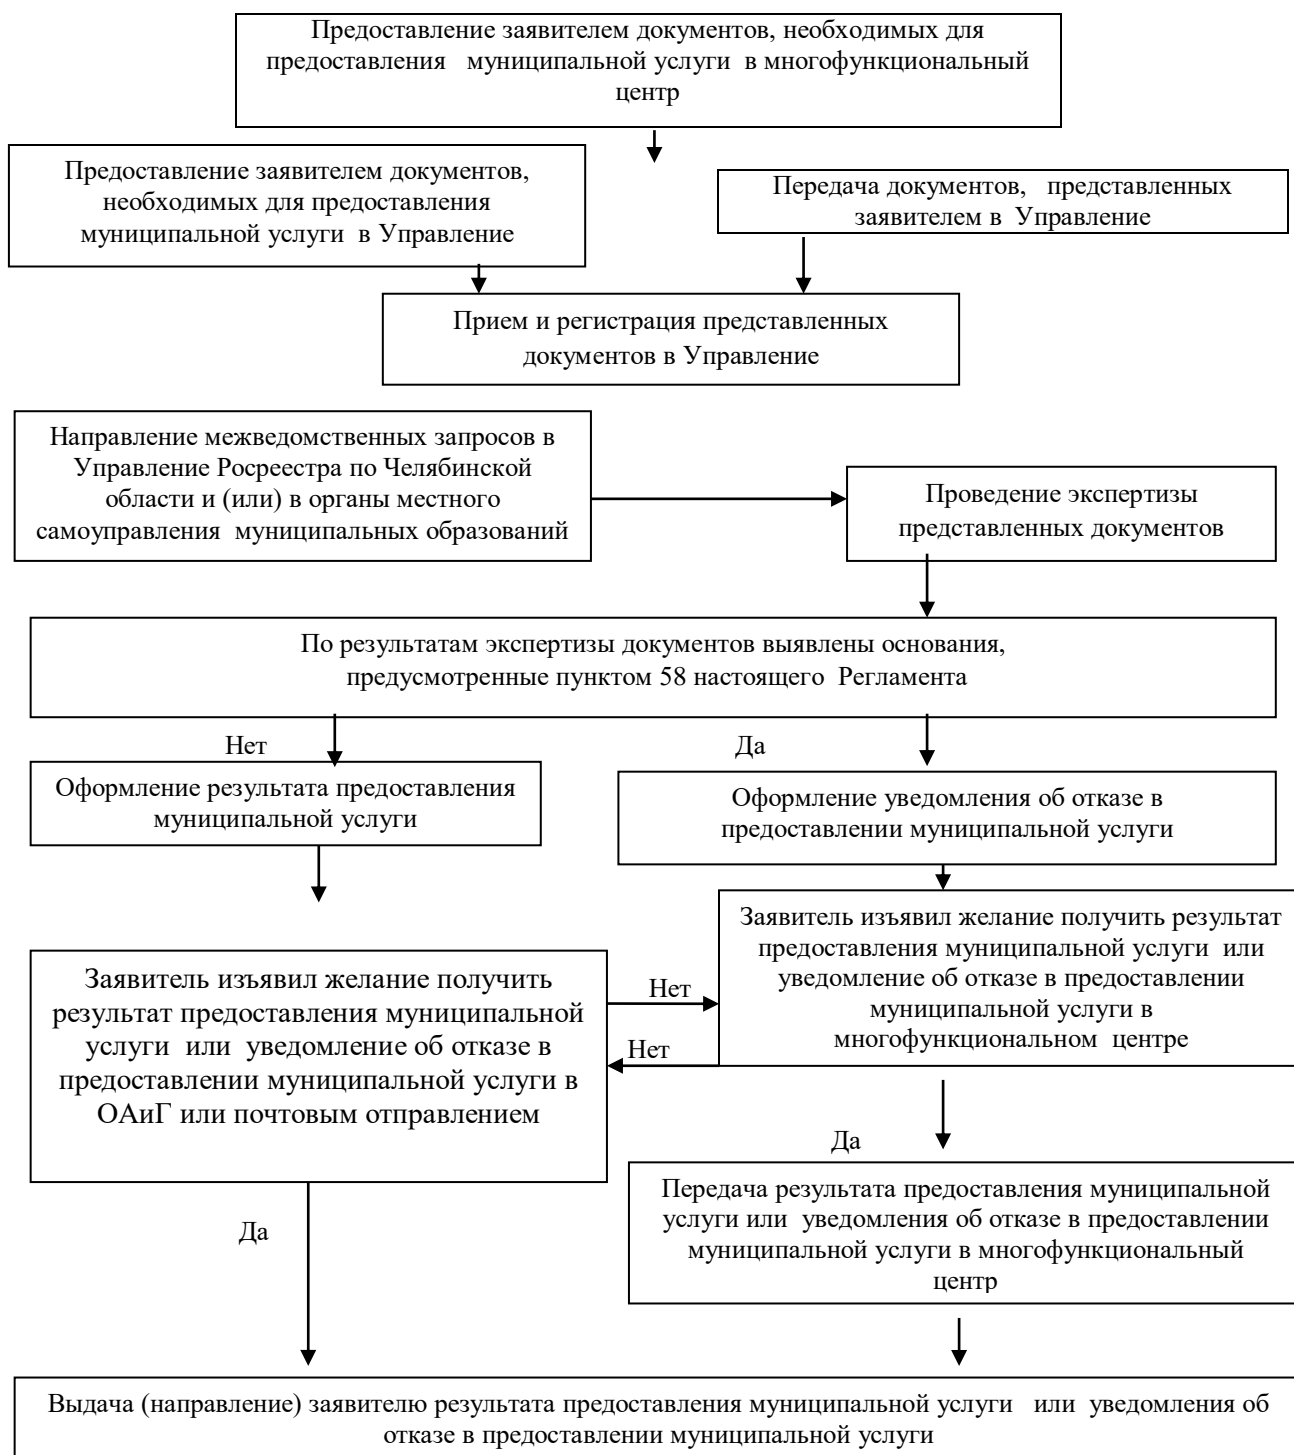 Предоставление заявителем документов, необходимых для
предоставления муниципальной услуги в многофункциональный
центр
Предоставление заявителем документов,
необходимых для предоставления
муниципальной услуги в Управление
Передача документов, представленных
заявителем в Управление
Прием и регистрация представленных
документов в Управление
Направление межведомственных запросов в
Управление Росреестра по Челябинской
области и (или) в органы местного
самоуправления муниципальных образований
Проведение экспертизы
представленных документов
По результатам экспертизы документов выявлены основания,
предусмотренные пунктом 58 настоящего Регламента
Нет
Да
Оформление результата предоставления
муниципальной услуги
Оформление уведомления об отказе в
предоставлении муниципальной услуги
Заявитель изъявил желание получить
результат предоставления муниципальной
услуги или уведомление об отказе в
предоставлении муниципальной услуги в
ОАиГ или почтовым отправлением
Нет
Нет
Заявитель изъявил желание получить результат
предоставления муниципальной услуги или
уведомление об отказе в предоставлении
муниципальной услуги в
многофункциональном центре
Да
Да
Передача результата предоставления муниципальной
услуги или уведомления об отказе в предоставлении
муниципальной услуги в многофункциональный
центр
Выдача (направление) заявителю результата предоставления муниципальной услуги или уведомления об
отказе в предоставлении муниципальной услуги